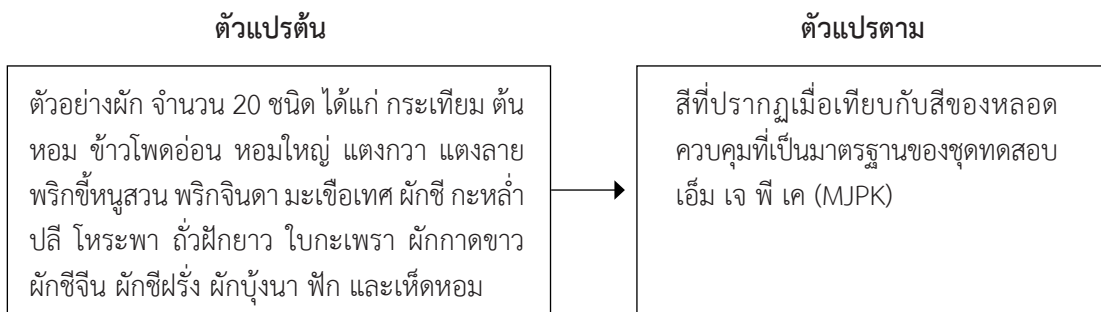 ตัวแปรต้น
ตัวอย่างผัก จำนวน 20 ชนิด ได้แก่ กระเทียม ต้น
หอม ข้าวโพดอ่อน หอมใหญ่ แตงกวา แตงลาย
พริกขี้หนูสวน พริกจินดา มะเขือเทศ ผักชี กะหล่ำ
ปลี โหระพา ถั่วฝักยาว ใบกะเพรา ผักกาดขาว
ผักชีจีน ผักชีฝรั่ง ผักบุ้งนา ฟัก และเห็ดหอม
ตัวแปรตาม
สีที่ปรากฏเมื่อเทียบกับสีของหลอด
ควบคุมที่เป็นมาตรฐานของชุดทดสอบ
เอ็ม เจ พี เค (MJPK)